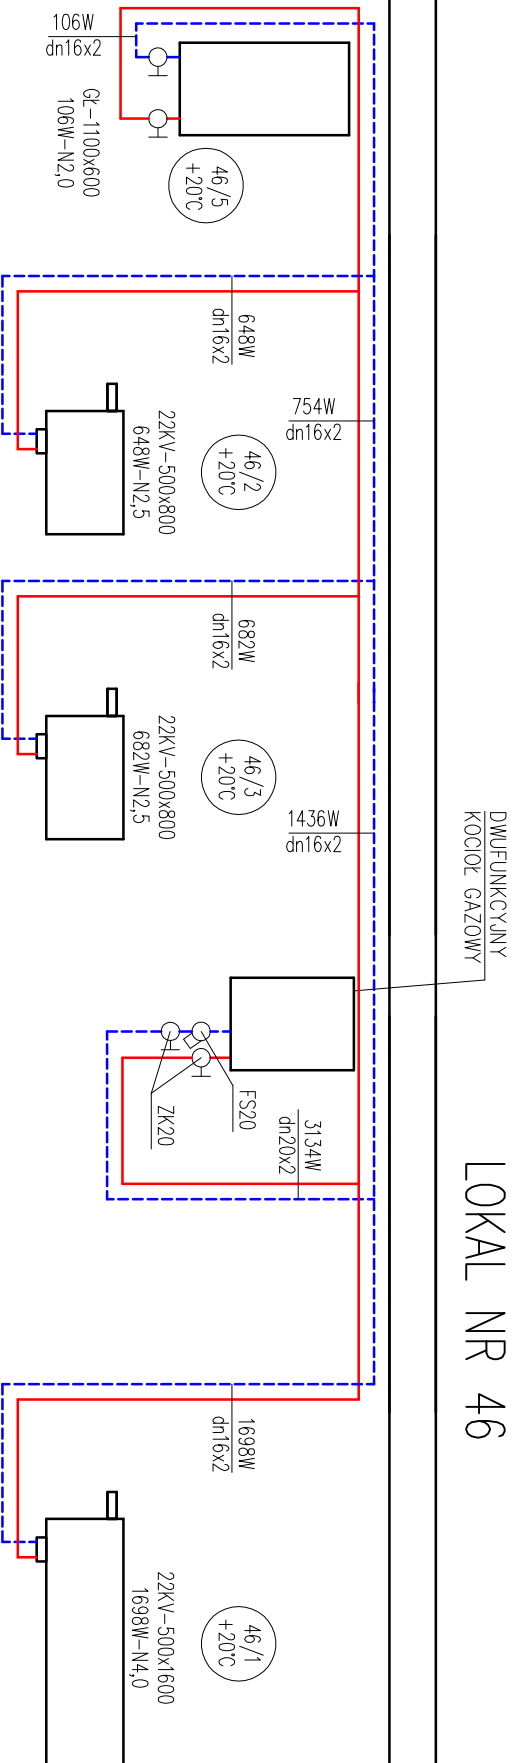 LOKAL NR 46
DWUFUNKCYJNY
KOCIOŁ GAZOWY
106W
dn16x2
GŁ-1100x600
106W-N2,0
46/5
+20°C
648W
dn16x2
754W
dn16x2
22KV-500x800
648W-N2,5
46/2
+20°C
682W
dn16x2
22KV-500x800
682W-N2,5
46/3
+20°C
1436W
dn16x2
FS20
ZK20
3134W
dn20x2
1698W
dn16x2
22KV-500x1600
1698W-N4,0
46/1
+20°C